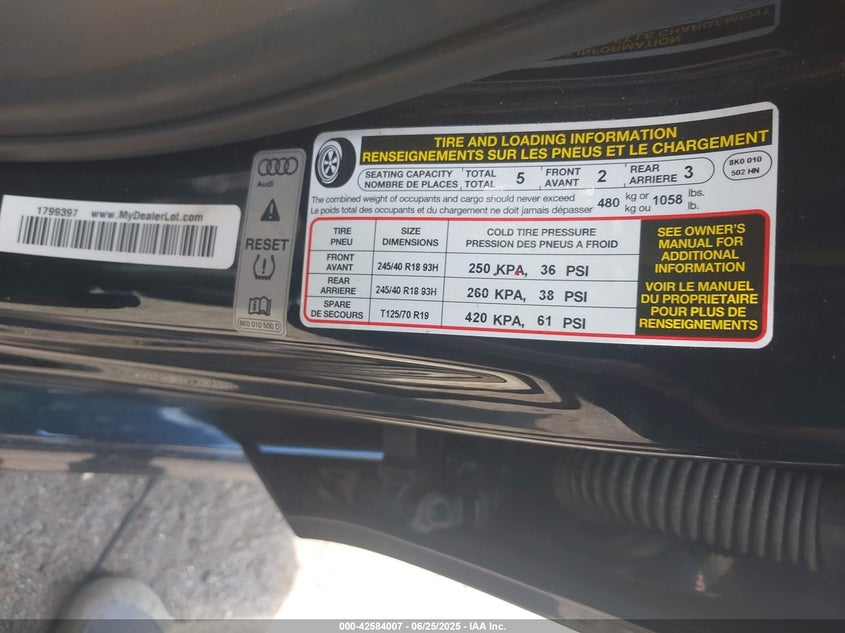 TIRE AND LOADING INFORMATION
RENSEIGNEMENTS SUR LES PNEUS ET LE CHARGEMENT
SEATING CAPACITY TOTAL 5 FRONT 2 REAR 3
NOMBRE DE PLACES TOTAL AVANT ARRIERE
8K0 010
502 HN
The combined weight of occupants and cargo should never exceed 480 kg or 1058 lbs.
Le poids total des occupants et du chargement ne doit jamais dépasser kg ou lb.
TIRE SIZE COLD TIRE PRESSURE
PNEU DIMENSIONS PRESSION DES PNEUS A FROID
FRONT
AVANT 245/40 R18 93H 250 KPA, 36 PSI
REAR
ARRIERE 245/40 R18 93H 260 KPA, 38 PSI
SPARE
DE SECOURS T125/70 R19 420 KPA, 61 PSI
SEE OWNER'S
MANUAL FOR
ADDITIONAL
INFORMATION
VOIR LE MANUEL
DU PROPRIETAIRE
POUR PLUS DE
RENSEIGNEMENTS
Audi
RESET
8K0 010 500 D
1799397 www.MyDealerLot.com
000-42584007 - 06/25/2025 - IAA Inc.